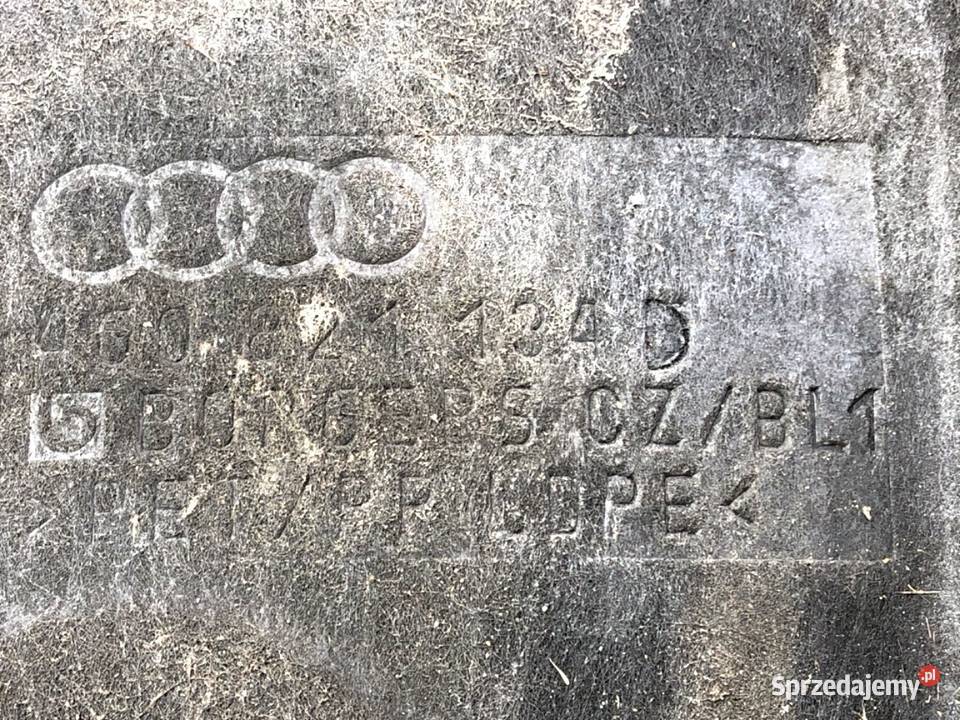 4G0 821 134 D
G BORGERS CZ/BL1
>PET/PP LDPE<
Sprzedajemy.pl